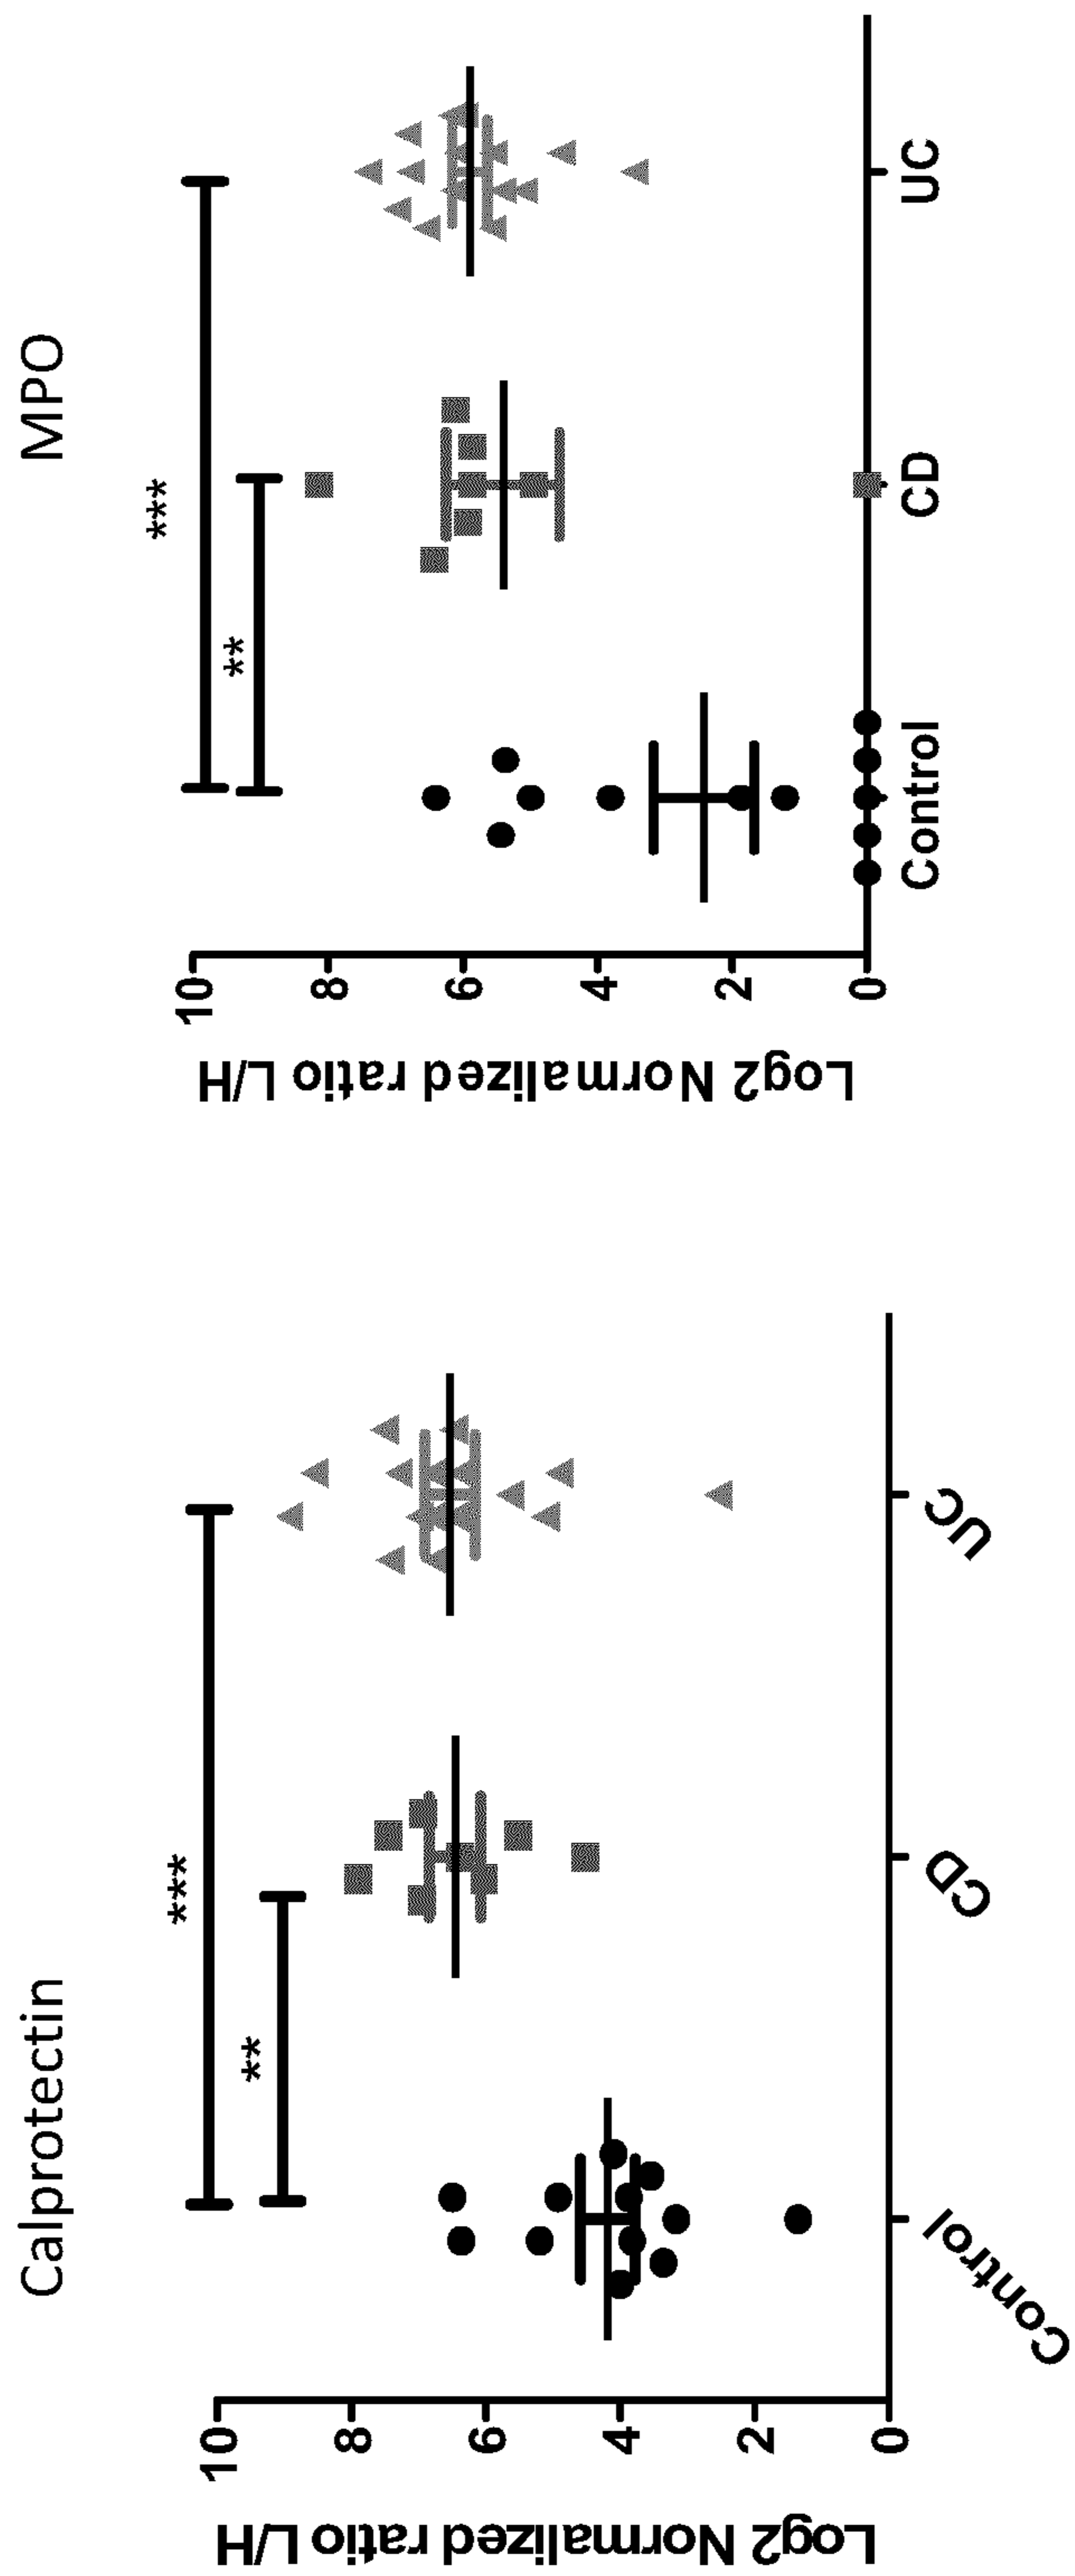 Calprotectin
***
**
Log2 Normalized ratio L/H
10
8
6
4
2
0
Control
CD
UC
MPO
***
**
Log2 Normalized ratio L/H
10
8
6
4
2
0
Control
CD
UC